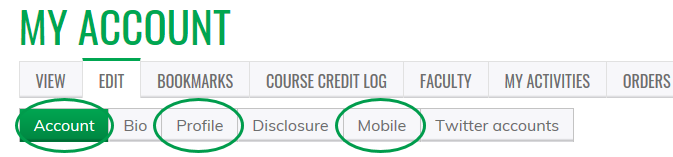 MY ACCOUNT
VIEW EDIT BOOKMARKS COURSE CREDIT LOG FACULTY MY ACTIVITIES ORDERS
Account Bio Profile Disclosure Mobile Twitter accounts